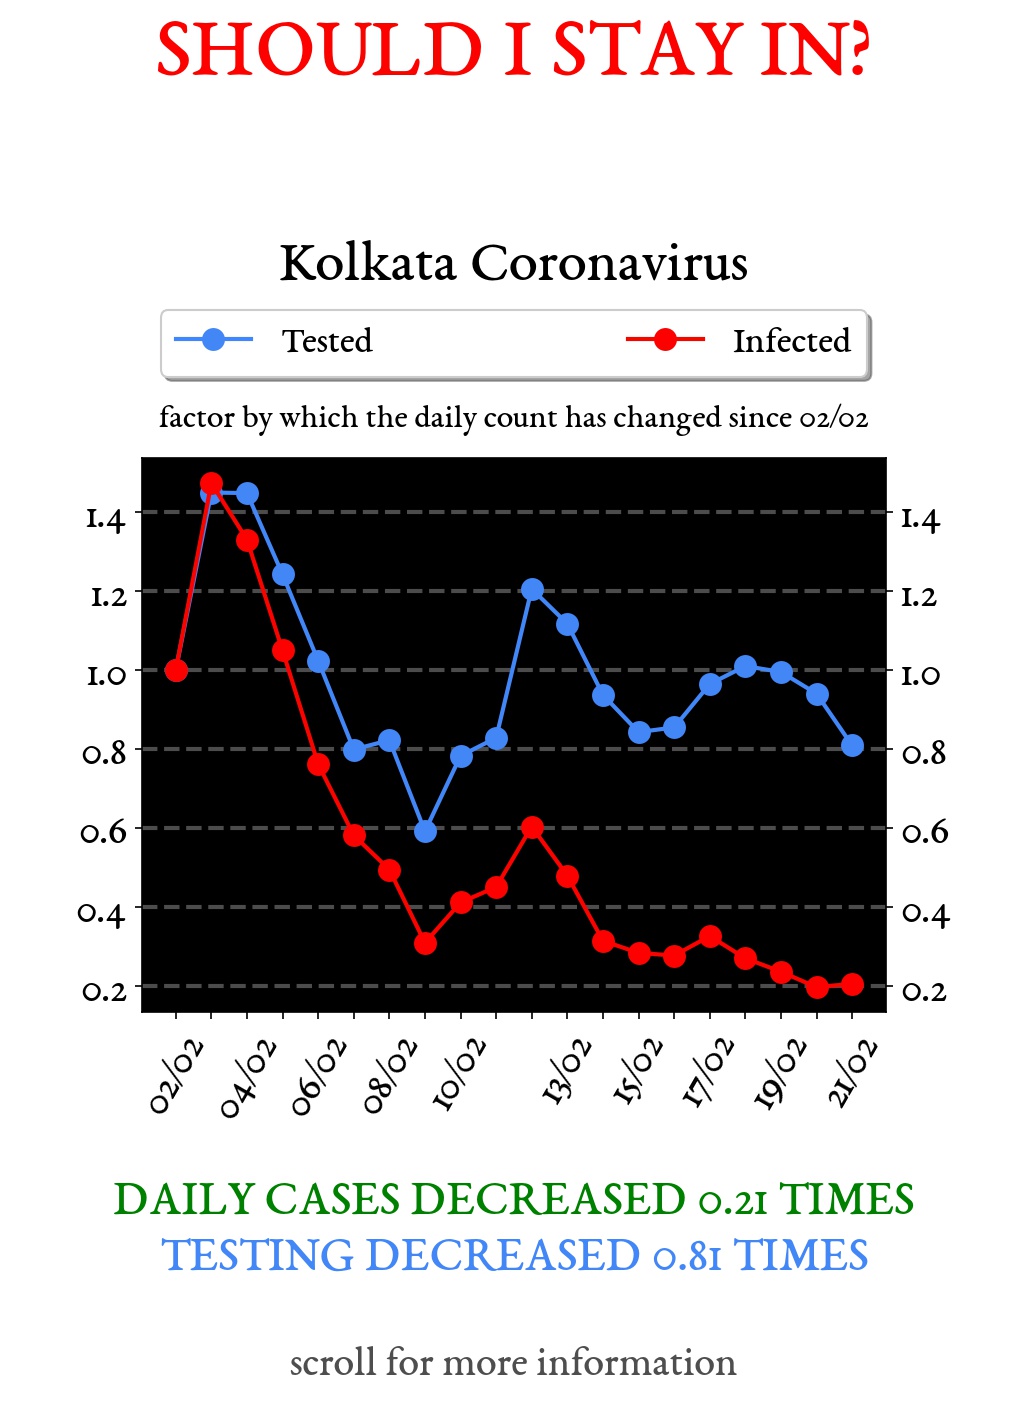 SHOULD I STAY IN?
Kolkata Coronavirus
Tested Infected
factor by which the daily count has changed since 02/02
1.4 1.4
1.2 1.2
1.0 1.0
0.8 0.8
0.6 0.6
0.4 0.4
0.2 0.2
02/02 04/02 06/02 08/02 10/02 13/02 15/02 17/02 19/02 21/02
DAILY CASES DECREASED 0.21 TIMES
TESTING DECREASED 0.81 TIMES
scroll for more information